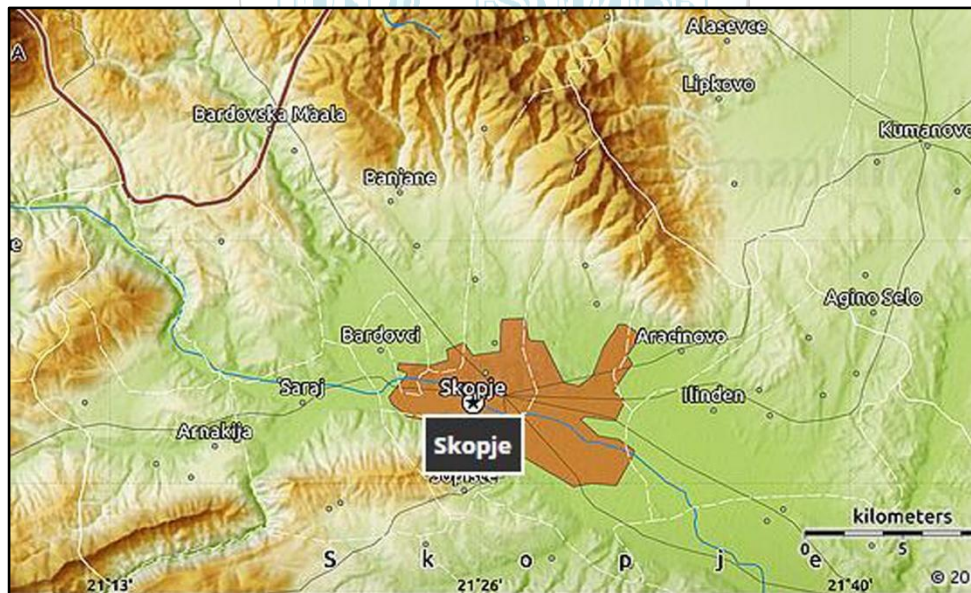 Alasevce
A
Lipkovo
Bardovska Maala
Kumanovo
Banjane
e
Agino Selo
Bardovci
Aracinovo
Skopje
Saraj
Ilinden
Arnakija
Skopje
kilometers
0 5
S k o p j e
21°13'
21°26'
21°40'
© 20